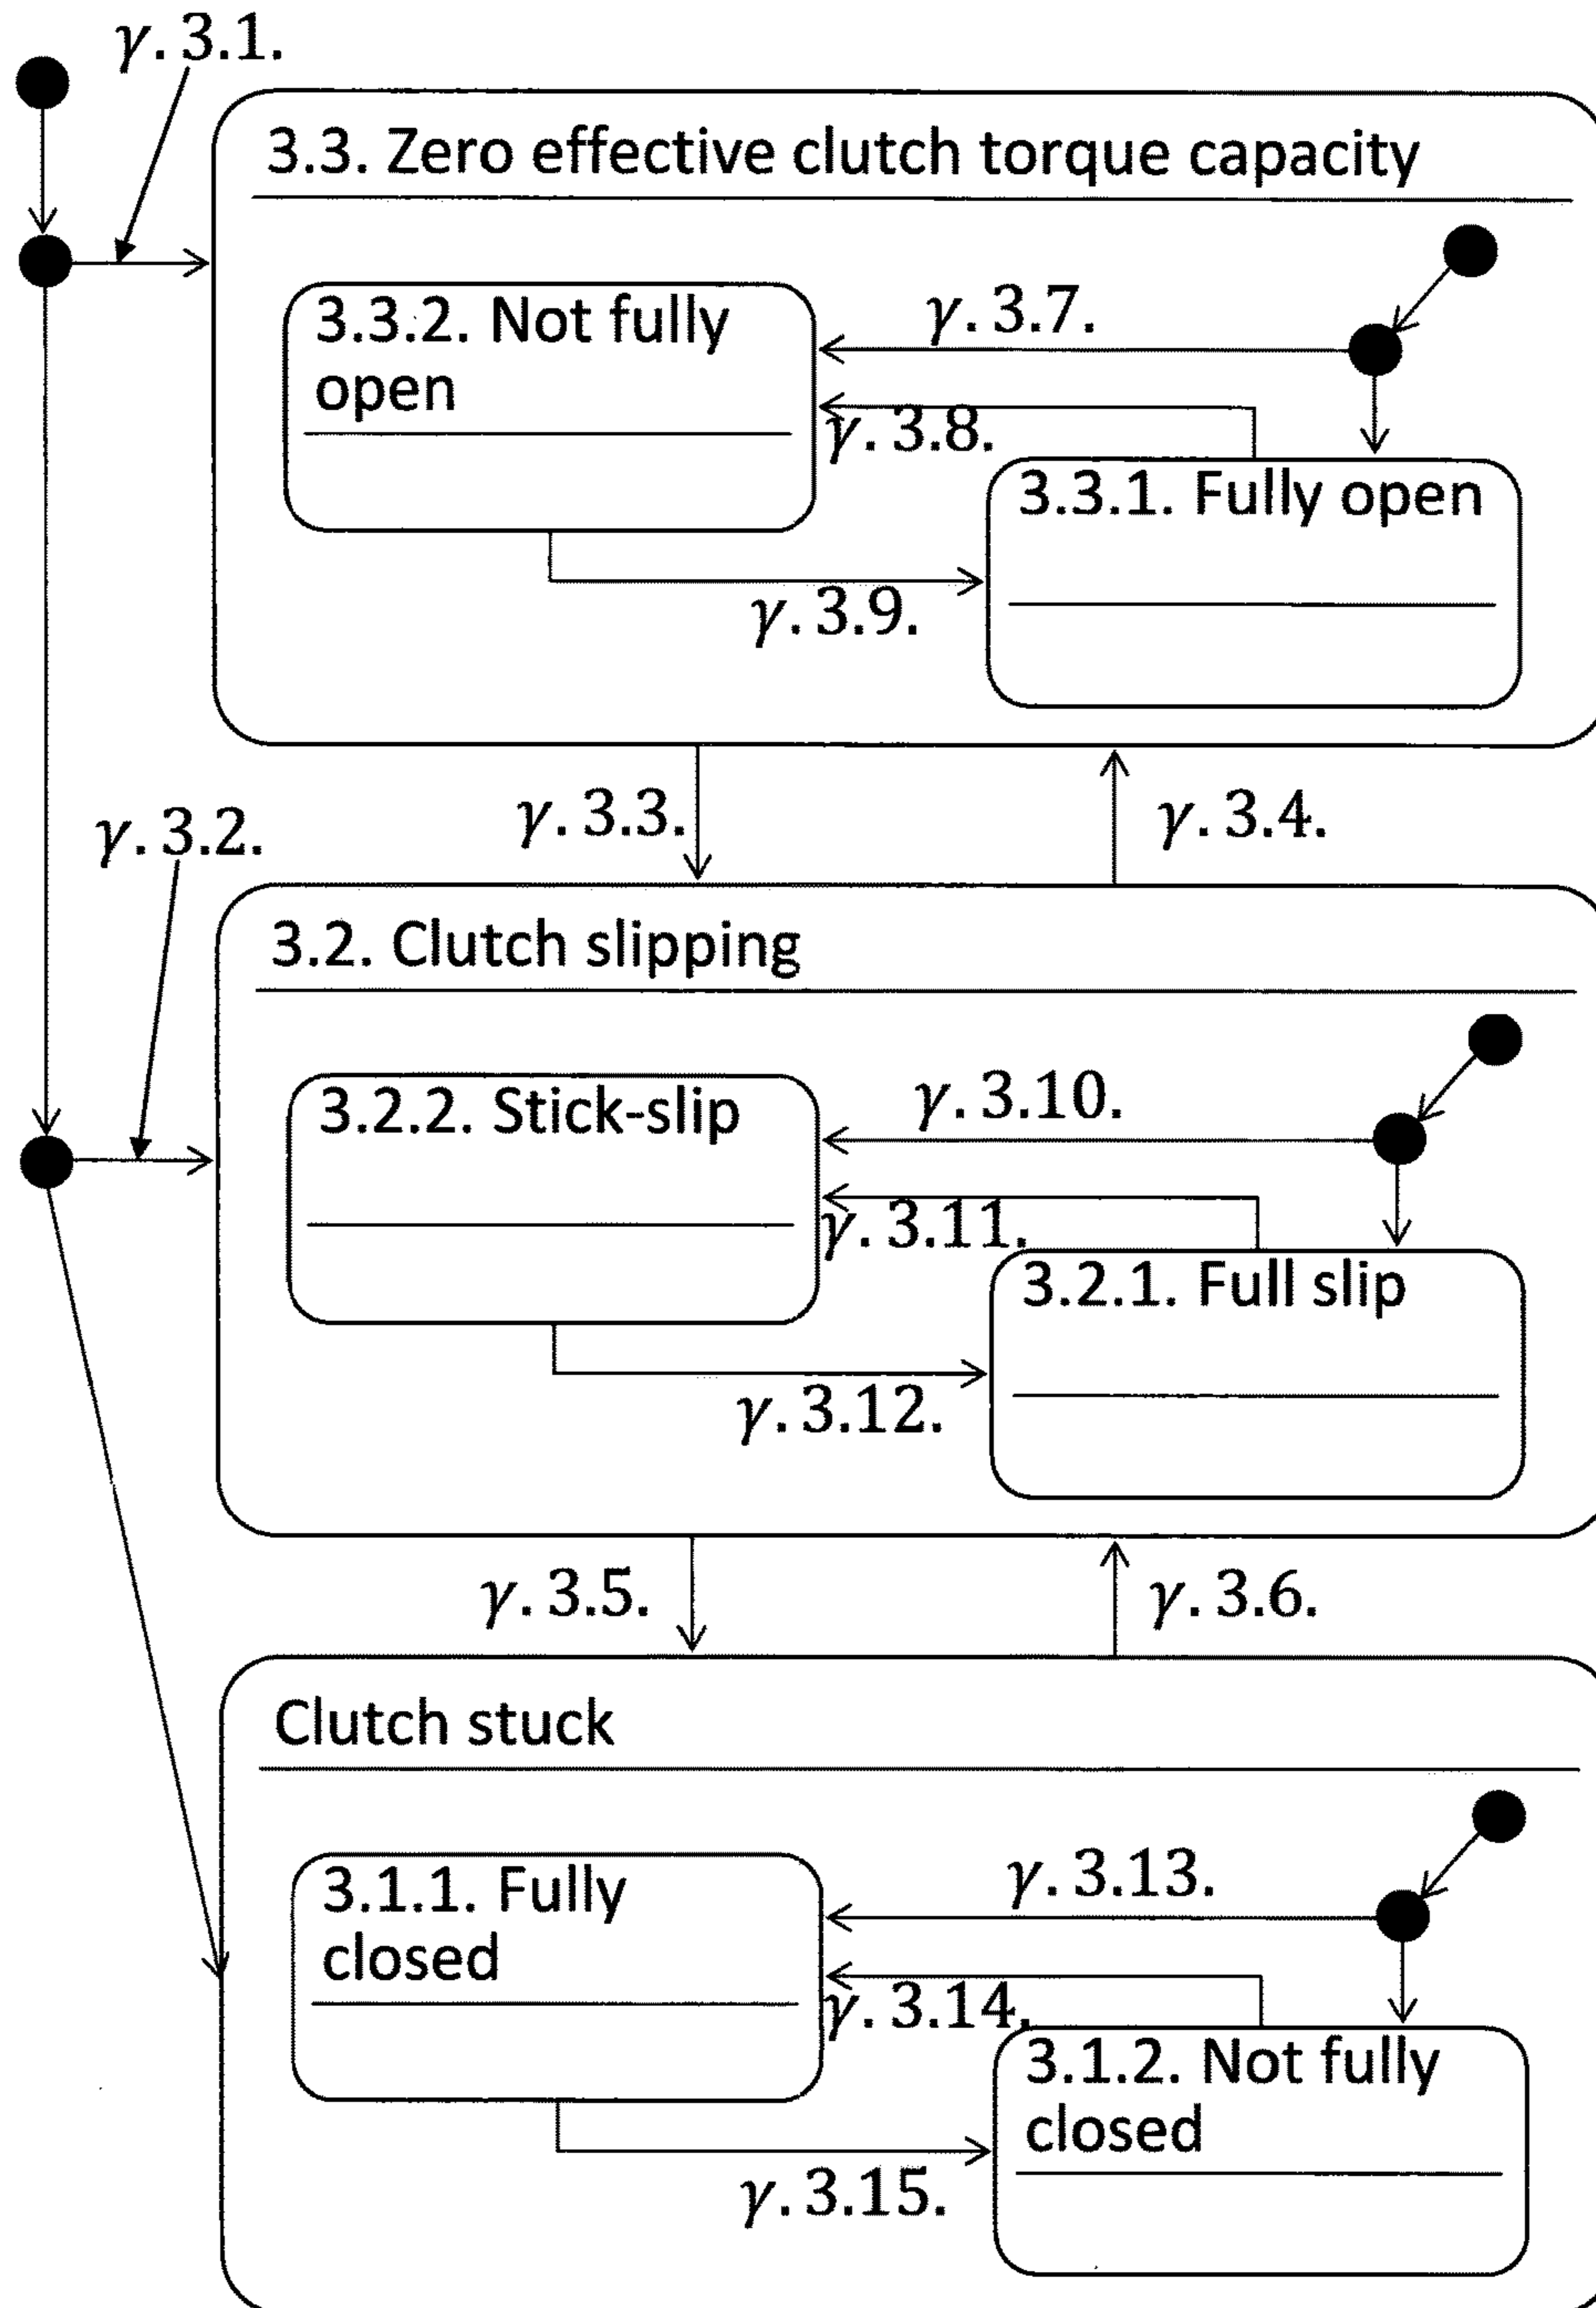 γ. 3.1.
3.3. Zero effective clutch torque capacity
3.3.2. Not fully
open
γ. 3.7.
γ. 3.8.
3.3.1. Fully open
γ. 3.9.
γ. 3.3.
γ. 3.4.
γ. 3.2.
3.2. Clutch slipping
3.2.2. Stick-slip
γ. 3.10.
γ. 3.11.
3.2.1. Full slip
γ. 3.12.
γ. 3.5.
γ. 3.6.
Clutch stuck
3.1.1. Fully
closed
γ. 3.13.
γ. 3.14.
3.1.2. Not fully
closed
γ. 3.15.